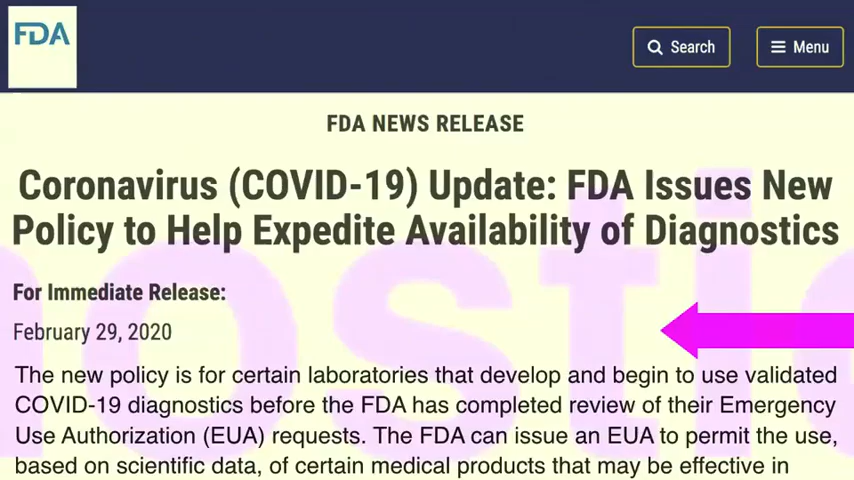 FDA
Search
Menu
FDA NEWS RELEASE
Coronavirus (COVID-19) Update: FDA Issues New
Policy to Help Expedite Availability of Diagnostics
For Immediate Release:
February 29, 2020
The new policy is for certain laboratories that develop and begin to use validated
COVID-19 diagnostics before the FDA has completed review of their Emergency
Use Authorization (EUA) requests. The FDA can issue an EUA to permit the use,
based on scientific data, of certain medical products that may be effective in
nostic